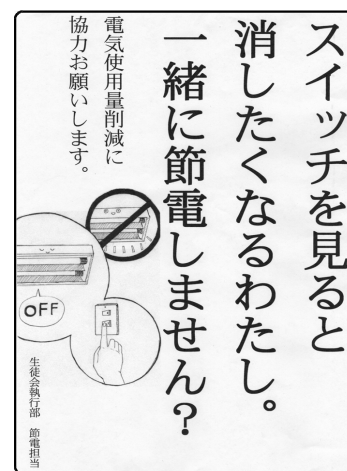 スイッチを見ると
消したくなるわたし。
一緒に節電しません？
電気使用量削減に
協力お願いします。
OFF
生徒会執行部　節電担当